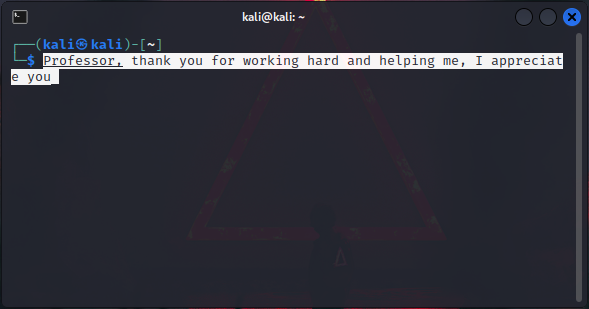 kali@kali: ~
┌──(kali㉿kali)-[~]
└─$ Professor, thank you for working hard and helping me, I appreciat
e you